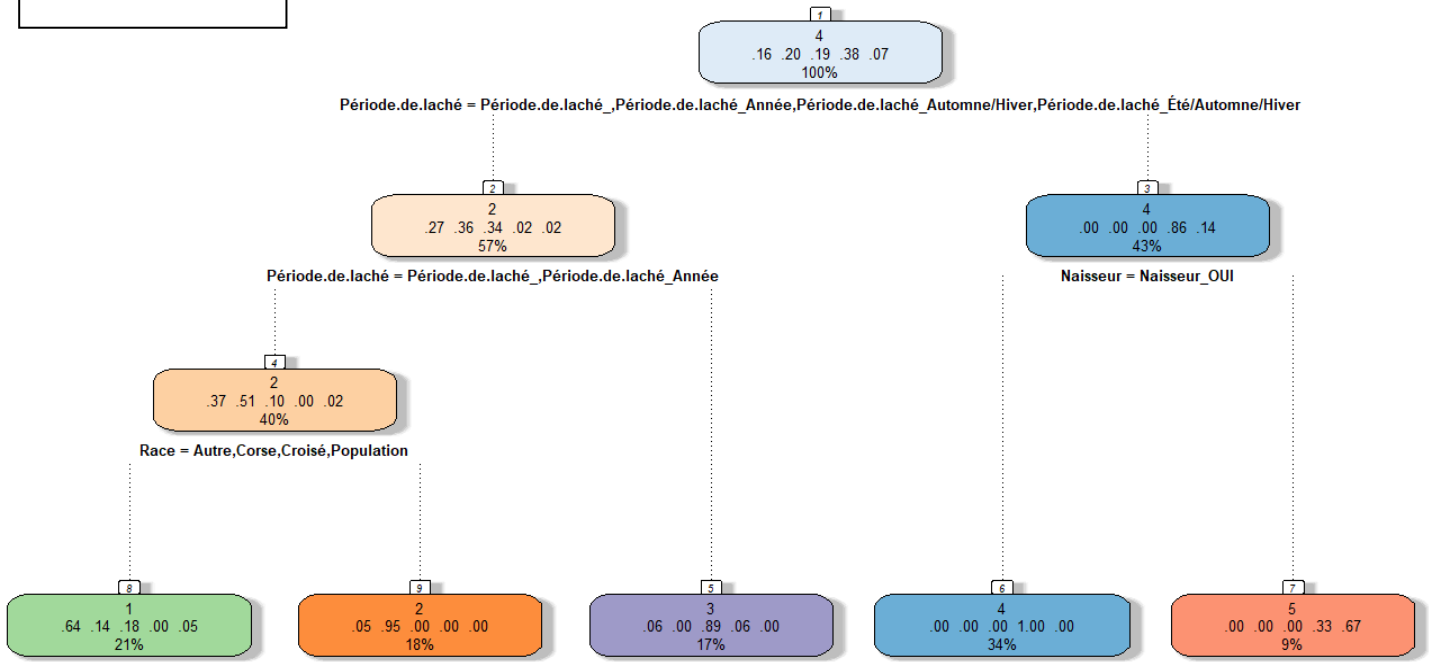 1
4
.16 .20 .19 .38 .07
100%
Période.de.laché = Période.de.laché_,Période.de.laché_Année,Période.de.laché_Automne/Hiver,Période.de.laché_Été/Automne/Hiver
2
2
.27 .36 .34 .02 .02
57%
3
4
.00 .00 .00 .86 .14
43%
Période.de.laché = Période.de.laché_,Période.de.laché_Année
Naisseur = Naisseur_OUI
4
2
.37 .51 .10 .00 .02
40%
Race = Autre,Corse,Croisé,Population
8
1
.64 .14 .18 .00 .05
21%
9
2
.05 .95 .00 .00 .00
18%
5
3
.06 .00 .89 .06 .00
17%
6
4
.00 .00 .00 1.00 .00
34%
7
5
.00 .00 .00 .33 .67
9%